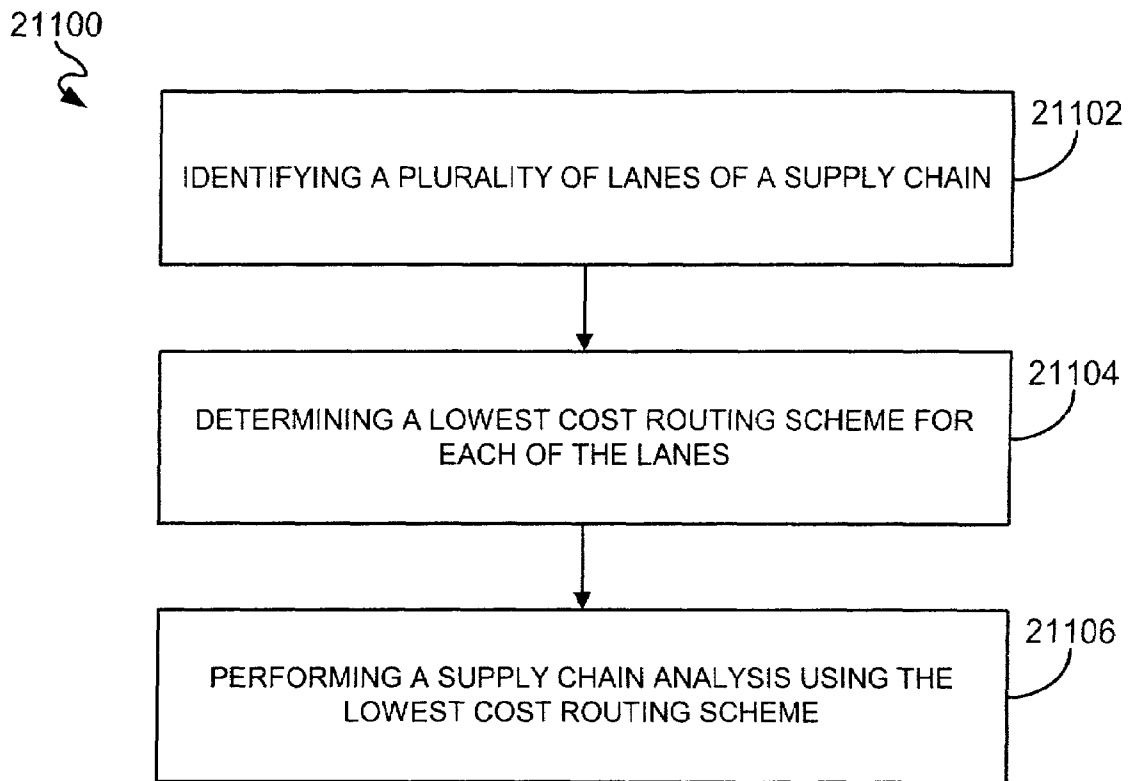 21100
21102
IDENTIFYING A PLURALITY OF LANES OF A SUPPLY CHAIN
21104
DETERMINING A LOWEST COST ROUTING SCHEME FOR
EACH OF THE LANES
21106
PERFORMING A SUPPLY CHAIN ANALYSIS USING THE
LOWEST COST ROUTING SCHEME